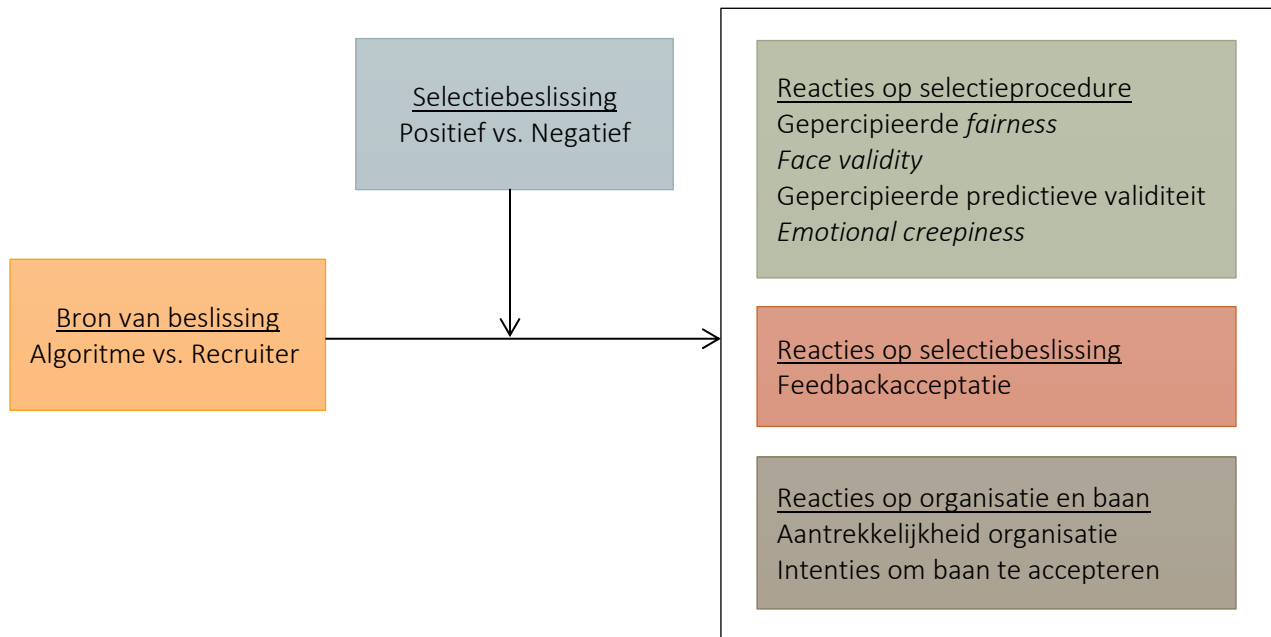 Selectiebeslissing
Positief vs. Negatief
Bron van beslissing
Algoritme vs. Recruiter
Reacties op selectieprocedure
Gepercipieerde fairness
Face validity
Gepercipieerde predictieve validiteit
Emotional creepiness
Reacties op selectiebeslissing
Feedbackacceptatie
Reacties op organisatie en baan
Aantrekkelijkheid organisatie
Intenties om baan te accepteren